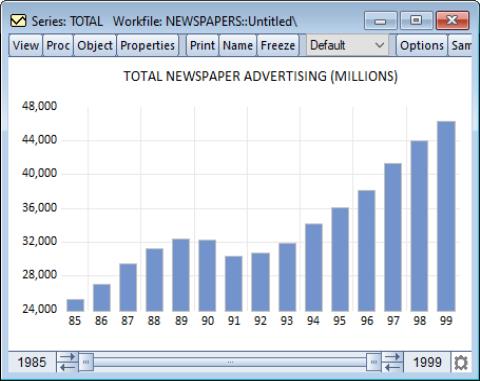 Series: TOTAL Workfile: NEWSPAPERS::Untitled\
View Proc Object Properties Print Name Freeze Default Options Sam
TOTAL NEWSPAPER ADVERTISING (MILLIONS)
48,000
44,000
40,000
36,000
32,000
28,000
24,000
85 86 87 88 89 90 91 92 93 94 95 96 97 98 99
1985 1999